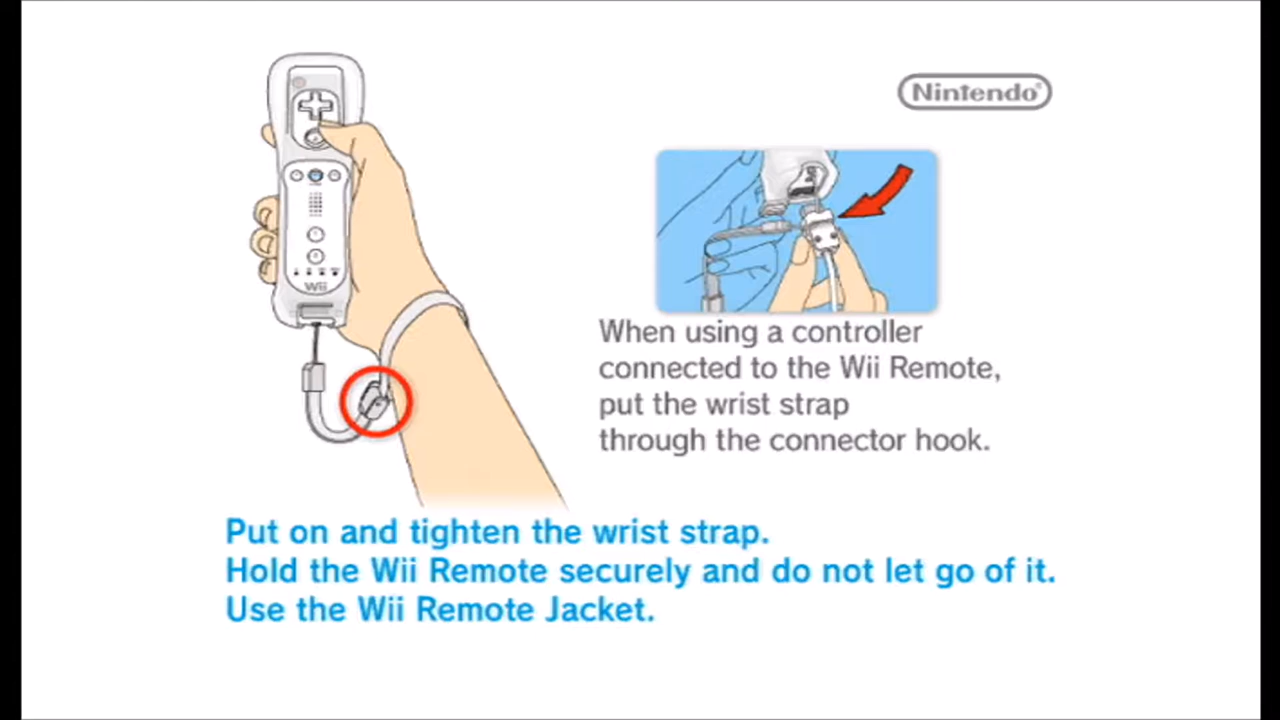 Nintendo®
When using a controller
connected to the Wii Remote,
put the wrist strap
through the connector hook.
Wii
Put on and tighten the wrist strap.
Hold the Wii Remote securely and do not let go of it.
Use the Wii Remote Jacket.